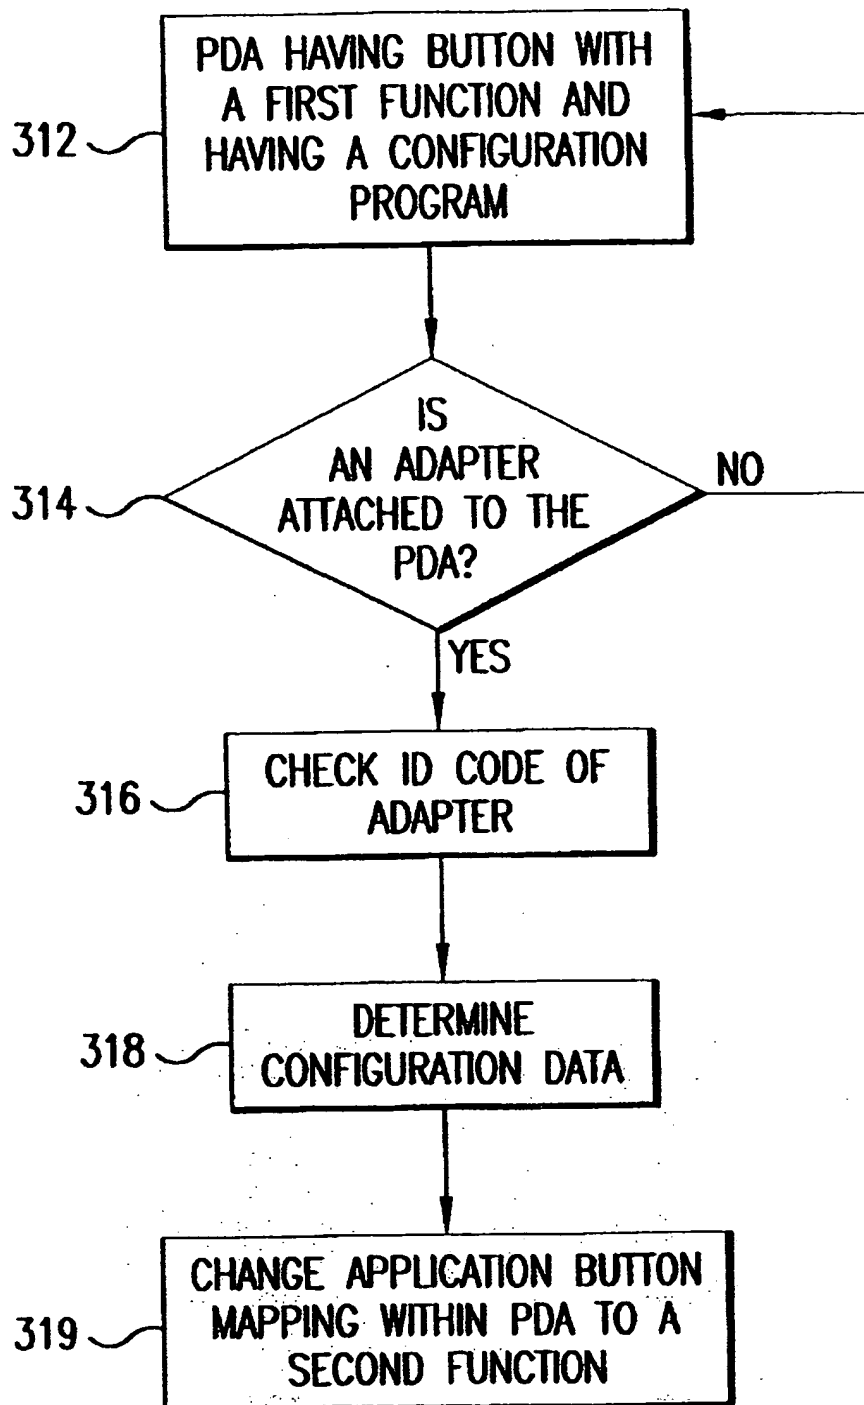 PDA HAVING BUTTON WITH
A FIRST FUNCTION AND
HAVING A CONFIGURATION
PROGRAM
312
IS
AN ADAPTER
ATTACHED TO THE
PDA?
314
NO
YES
CHECK ID CODE OF
ADAPTER
316
DETERMINE
CONFIGURATION DATA
318
CHANGE APPLICATION BUTTON
MAPPING WITHIN PDA TO A
SECOND FUNCTION
319